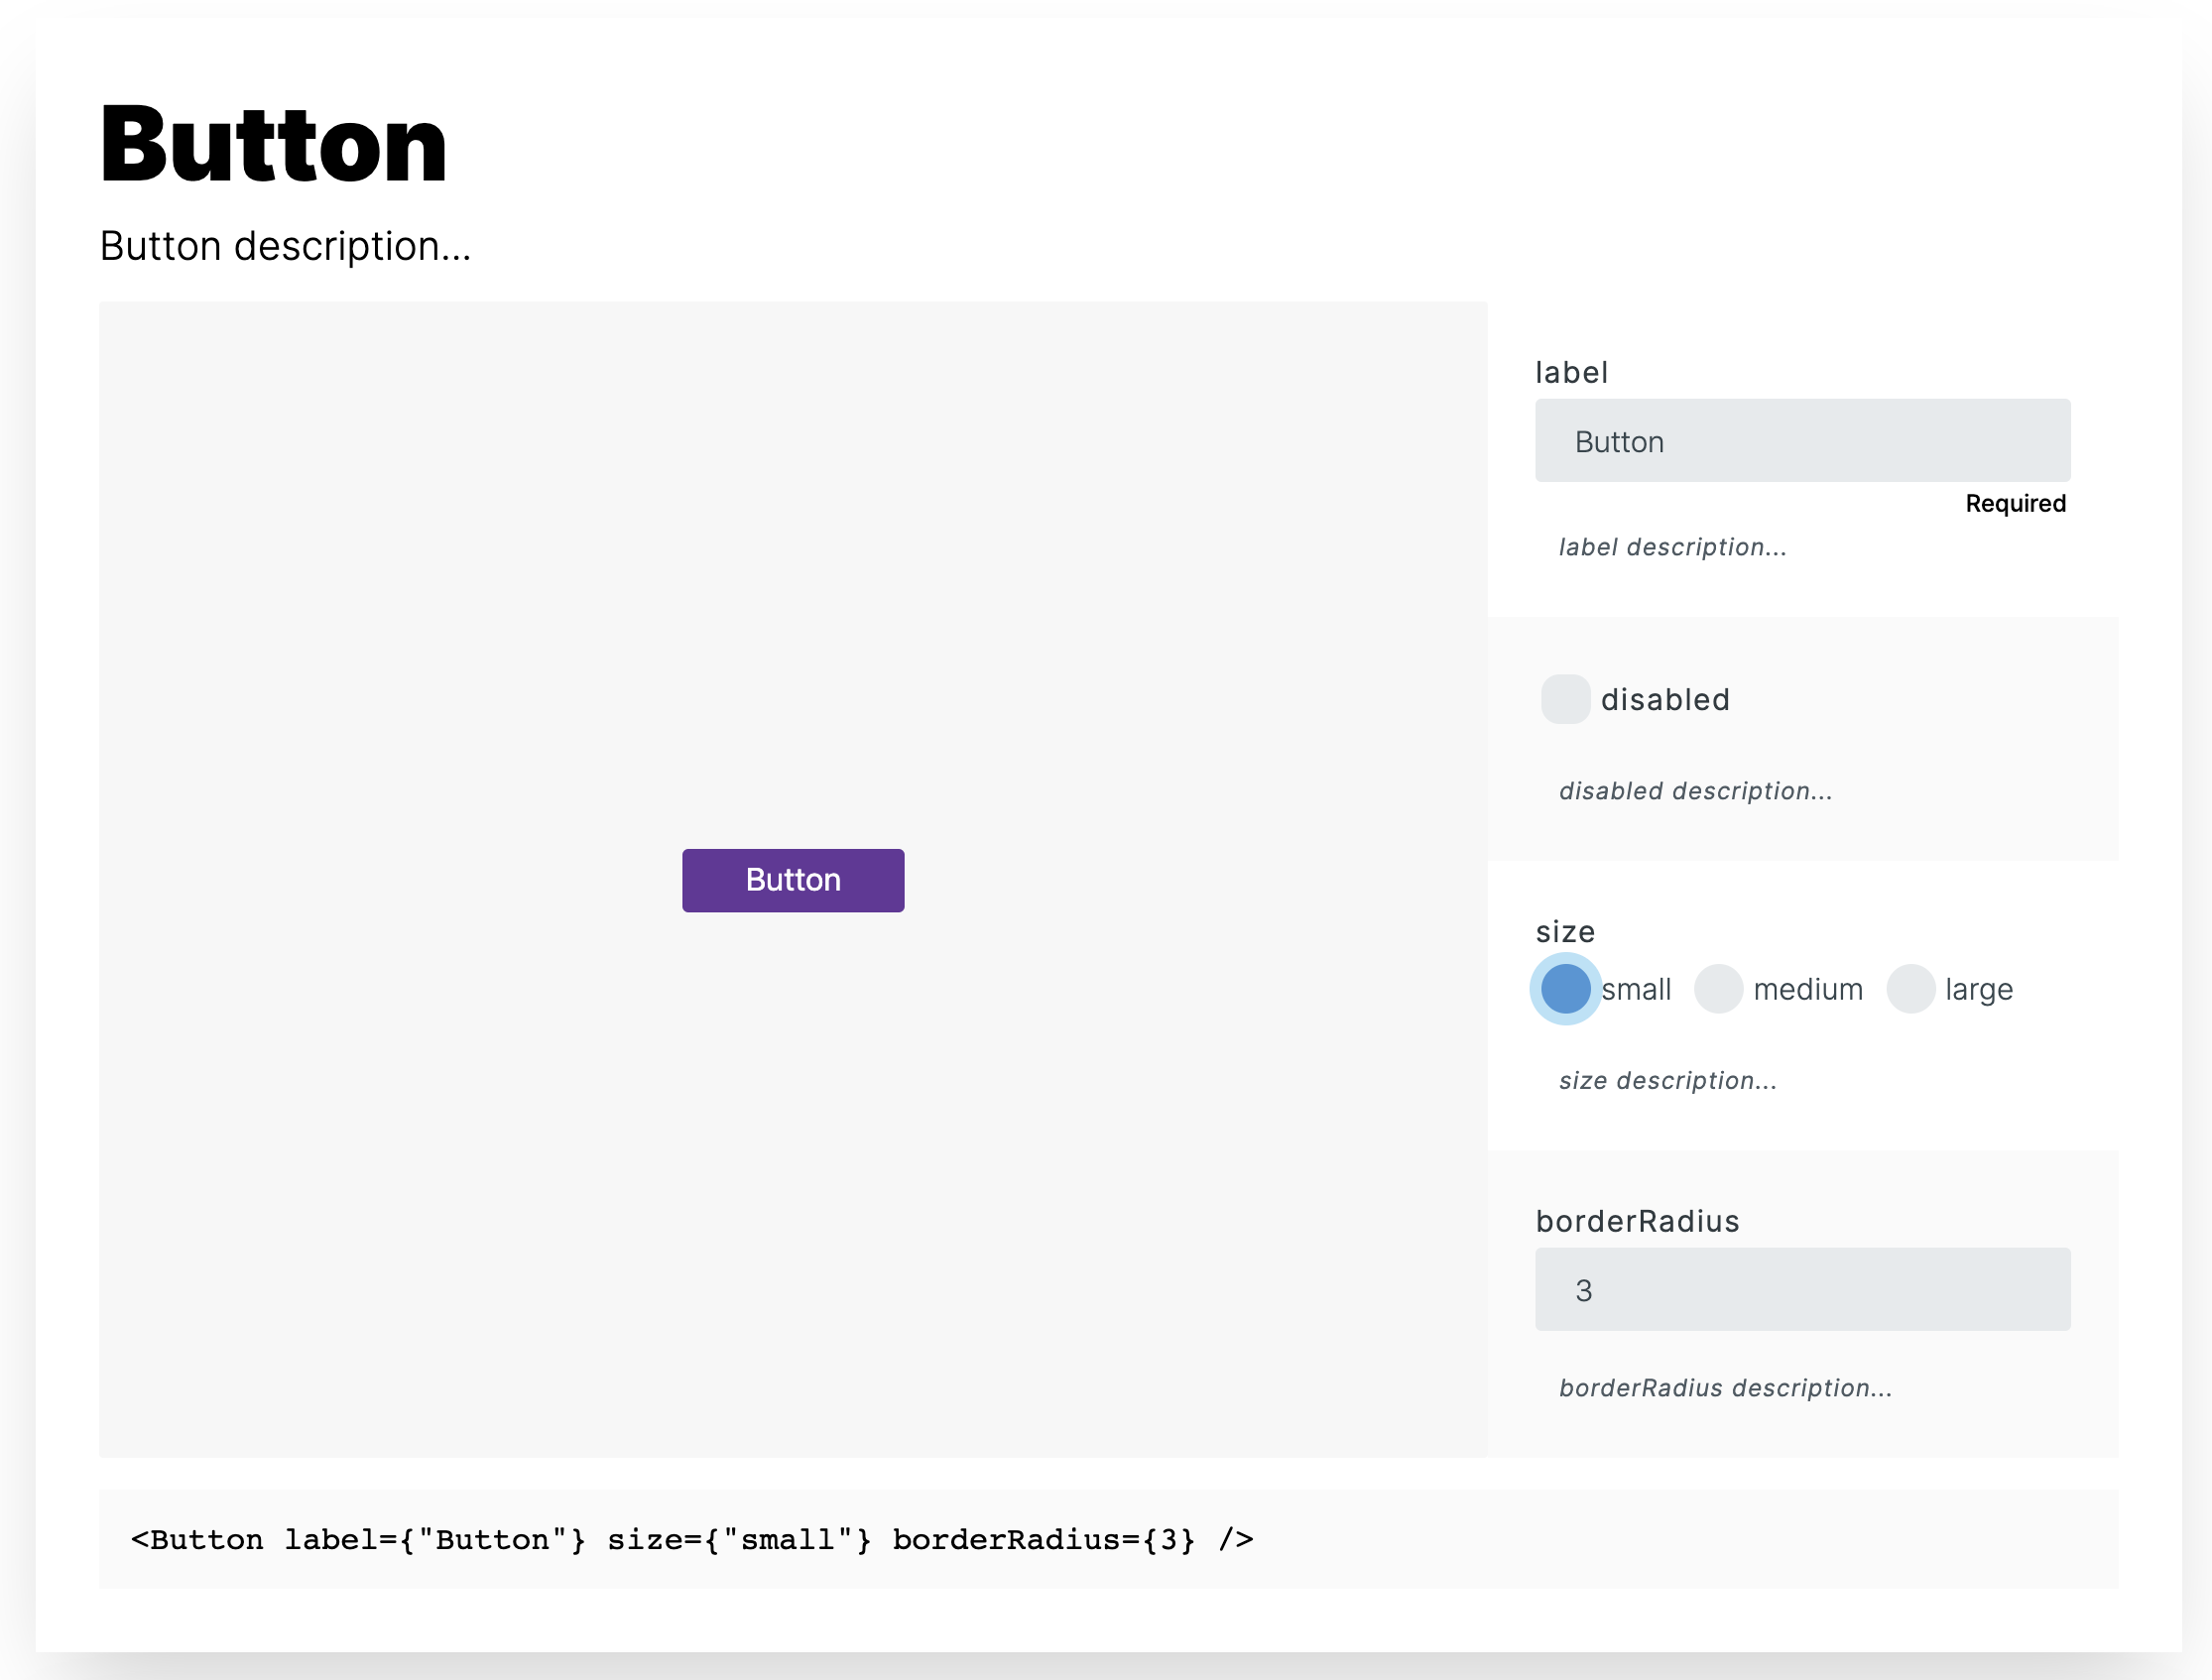 Button
Button description...
label
Button
Required
label description...
disabled
disabled description...
Button
size
small medium large
size description...
borderRadius
3
borderRadius description...
<Button label={"Button"} size={"small"} borderRadius={3} />